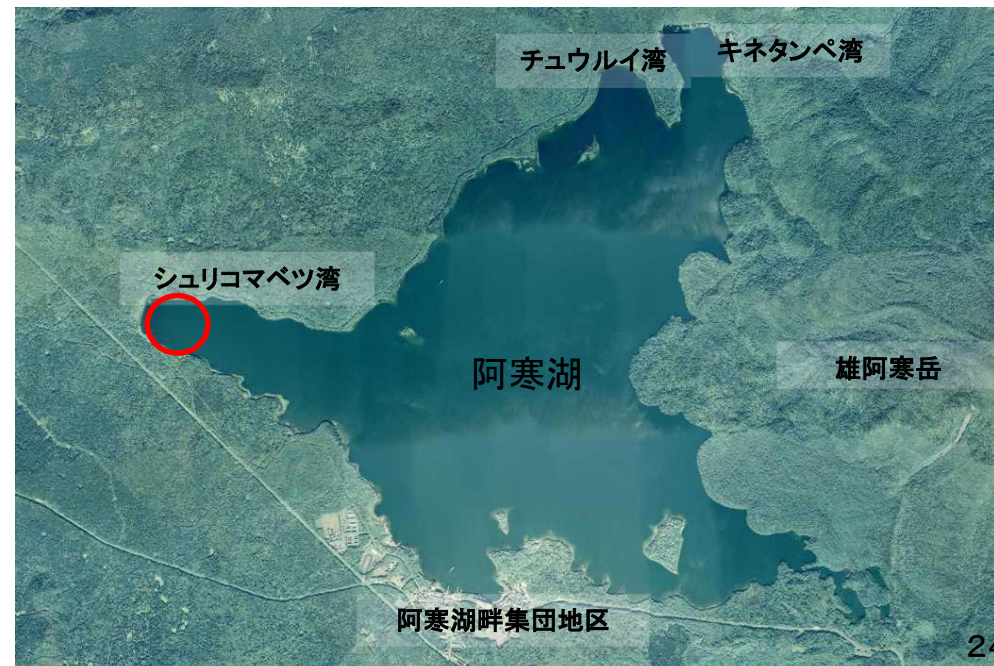 チュウルイ湾
キネタンペ湾
シュリコマベツ湾
阿寒湖
雄阿寒岳
阿寒湖畔集団地区
24